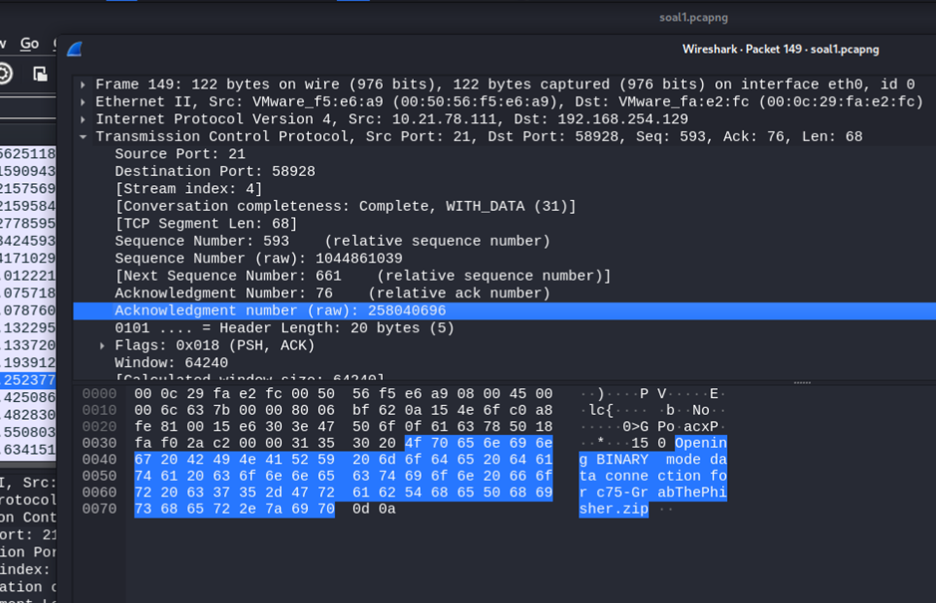 soal1.pcapng
w Go
Wireshark · Packet 149 · soal1.pcapng
Frame 149: 122 bytes on wire (976 bits), 122 bytes captured (976 bits) on interface eth0, id 0
Ethernet II, Src: VMware_f5:e6:a9 (00:50:56:f5:e6:a9), Dst: VMware_fa:e2:fc (00:0c:29:fa:e2:fc)
Internet Protocol Version 4, Src: 10.21.78.111, Dst: 192.168.254.129
Transmission Control Protocol, Src Port: 21, Dst Port: 58928, Seq: 593, Ack: 76, Len: 68
Source Port: 21
Destination Port: 58928
[Stream index: 4]
[Conversation completeness: Complete, WITH_DATA (31)]
[TCP Segment Len: 68]
Sequence Number: 593 (relative sequence number)
Sequence Number (raw): 1044861039
[Next Sequence Number: 661 (relative sequence number)]
Acknowledgment Number: 76 (relative ack number)
Acknowledgment number (raw): 258040696
0101 .... = Header Length: 20 bytes (5)
Flags: 0x018 (PSH, ACK)
Window: 64240
[Calculated window size: 64240]
5625118
1590943
2157569
2159584
2778595
3424593
4171029
.012221
.075718
.078760
.132295
.133720
.193912
.252377
.425086
.482830
.550803
.634151
0000 00 0c 29 fa e2 fc 00 50 56 f5 e6 a9 08 00 45 00 ··)····P V·····E·
0010 00 6c 63 7b 00 00 80 06 bf 62 0a 15 4e 6f c0 a8 ·lc{···· ·b··No··
0020 fe 81 00 15 e6 30 3e 47 50 6f 0f 61 63 78 50 18 ·····0>G Po·acxP·
0030 fa f0 2a c2 00 00 31 35 30 20 4f 70 65 6e 69 6e ··*···15 0 Openin
0040 67 20 42 49 4e 41 52 59 20 6d 6f 64 65 20 64 61 g BINARY mode da
0050 74 61 20 63 6f 6e 6e 65 63 74 69 6f 6e 20 66 6f ta conne ction fo
0060 72 20 63 37 35 2d 47 72 61 62 54 68 65 50 68 69 r c75-Gr abThePhi
0070 73 68 65 72 2e 7a 69 70 0d 0a sher.zip ··
, Src:
rotocol
on Cont
ort: 21
ion Por
index:
ation c